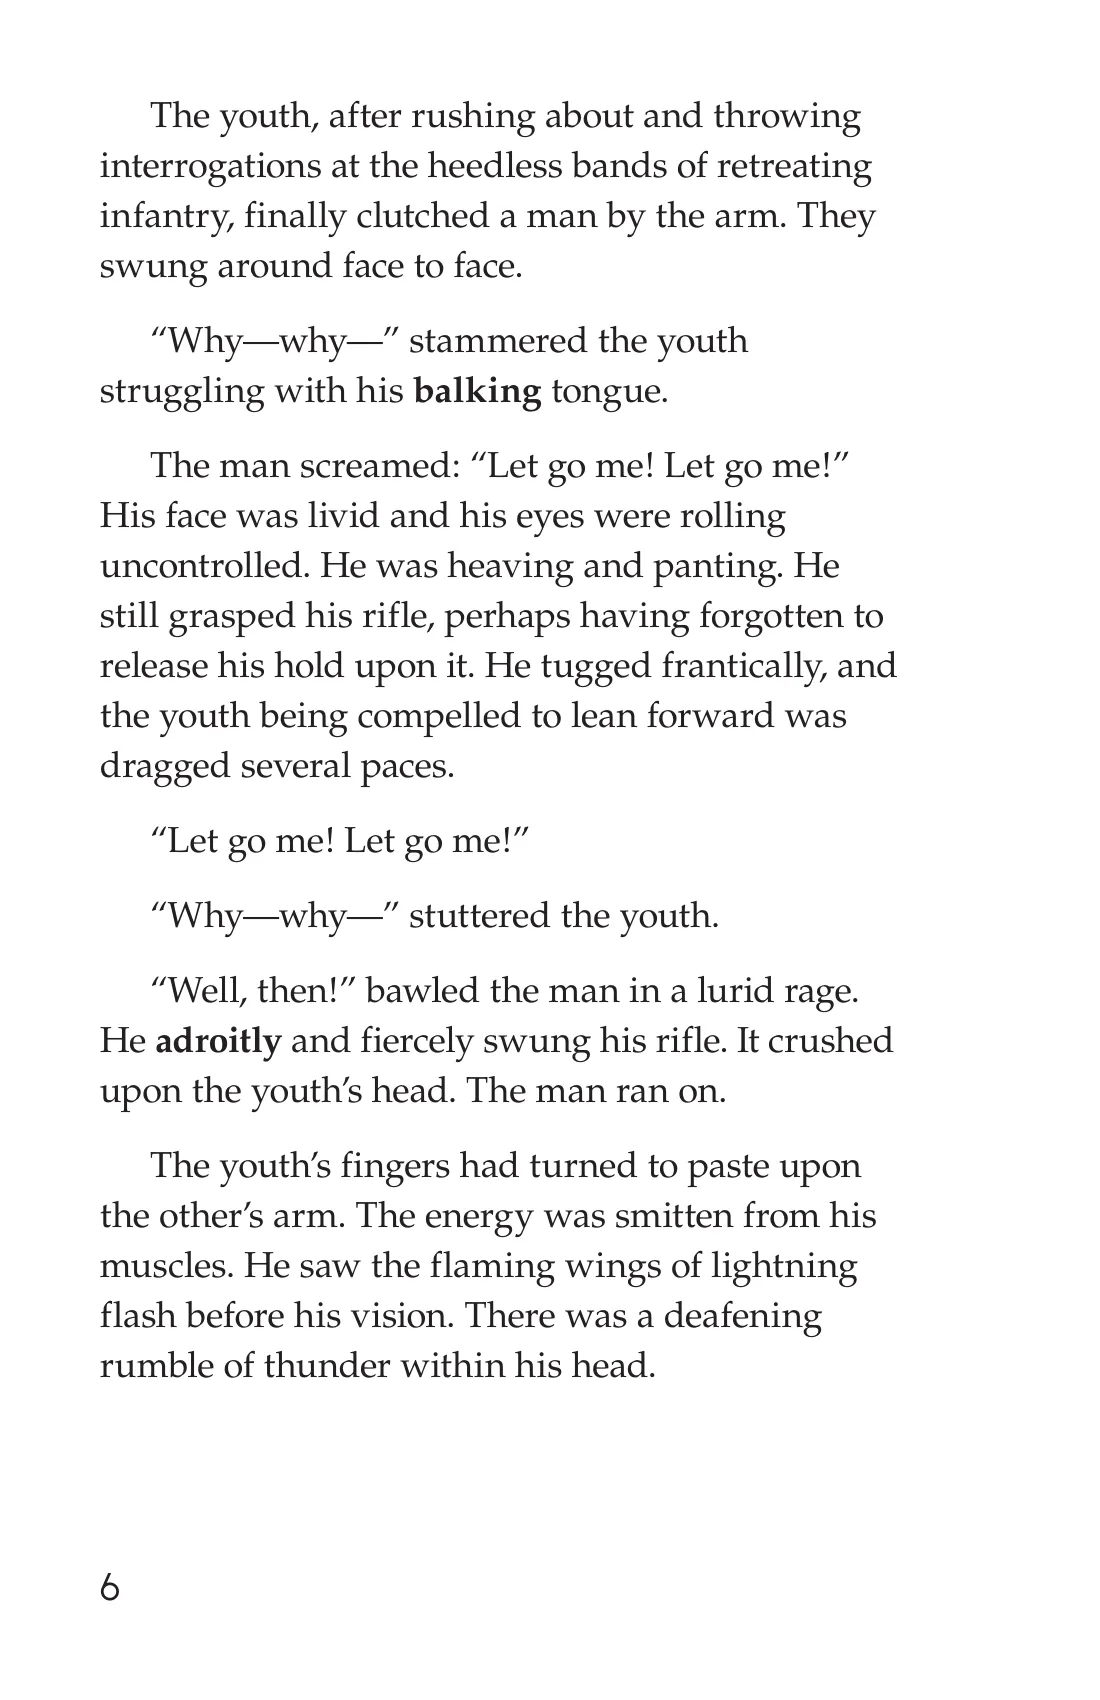 The youth, after rushing about and throwing
interrogations at the heedless bands of retreating
infantry, finally clutched a man by the arm. They
swung around face to face.
“Why—why—” stammered the youth
struggling with his balking tongue.
The man screamed: “Let go me! Let go me!”
His face was livid and his eyes were rolling
uncontrolled. He was heaving and panting. He
still grasped his rifle, perhaps having forgotten to
release his hold upon it. He tugged frantically, and
the youth being compelled to lean forward was
dragged several paces.
“Let go me! Let go me!”
“Why—why—” stuttered the youth.
“Well, then!” bawled the man in a lurid rage.
He adroitly and fiercely swung his rifle. It crushed
upon the youth’s head. The man ran on.
The youth’s fingers had turned to paste upon
the other’s arm. The energy was smitten from his
muscles. He saw the flaming wings of lightning
flash before his vision. There was a deafening
rumble of thunder within his head.
6